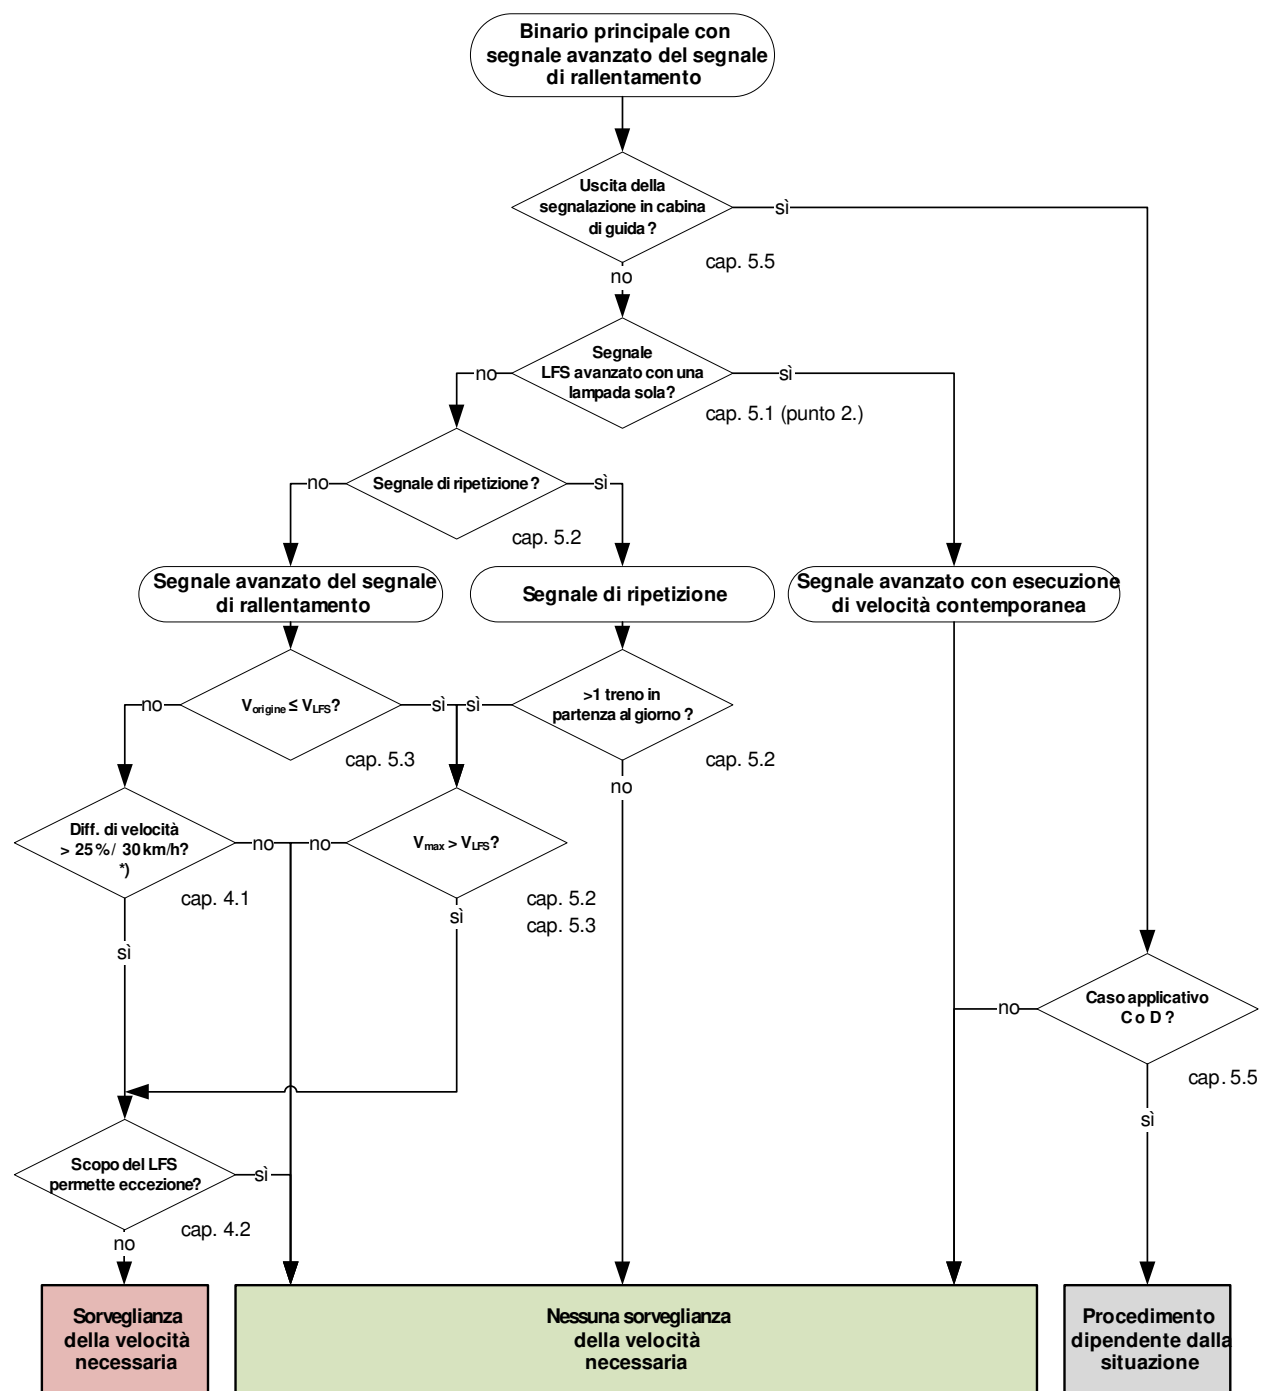 Binario principale con
segnale avanzato del segnale
di rallentamento
Uscita della
segnalazione in cabina
di guida ?
sì
cap. 5.5
no
Segnale
LFS avanzato con una
lampada sola?
no
sì
cap. 5.1 (punto 2.)
Segnale di ripetizione ?
no
sì
cap. 5.2
Segnale avanzato del segnale
di rallentamento
Segnale di ripetizione
Segnale avanzato con esecuzione
di velocità contemporanea
Vorigine ≤ VLFS?
no
sì
cap. 5.3
>1 treno in
partenza al giorno ?
sì
cap. 5.2
no
Diff. di velocità
> 25 % / 30 km/h?
*)
no
cap. 4.1
sì
Vmax > VLFS?
no
cap. 5.2
cap. 5.3
sì
Caso applicativo
C o D ?
no
cap. 5.5
sì
Scopo del LFS
permette eccezione?
sì
cap. 4.2
no
Sorveglianza
della velocità
necessaria
Nessuna sorveglianza
della velocità
necessaria
Procedimento
dipendente dalla
situazione